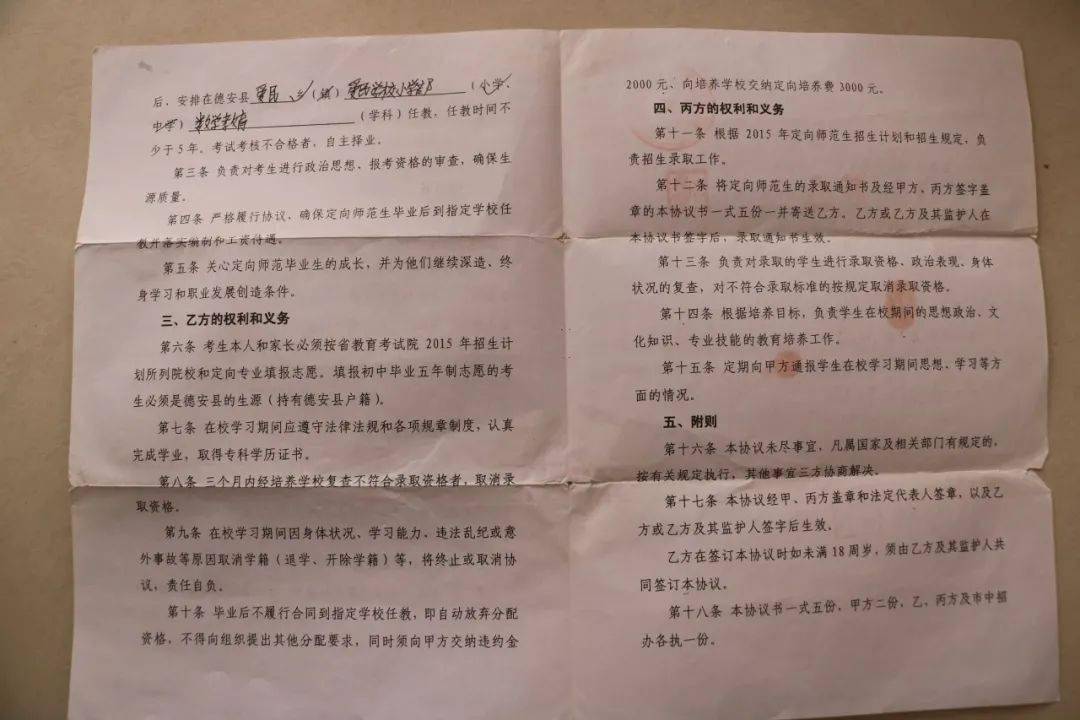 后，安排在德安县爱民乡（镇）爱民学校小学部（小学、
中学）数学教育（学科）任教，任教时间不
少于5年。考试考核不合格者，自主择业。
第三条 负责对考生进行政治思想、报考资格的审查，确保生
源质量。
第四条 严格履行协议、确保定向师范生毕业后到指定学校任
教并落实编制和工资待遇。
第五条 关心定向师范毕业生的成长，并为他们继续深造、终
身学习和职业发展创造条件。
三、乙方的权利和义务
第六条 考生本人和家长必须按省教育考试院 2015 年招生计
划所列院校和定向专业填报志愿。填报初中毕业五年制志愿的考
生必须是德安县的生源（持有德安县户籍）。
第七条 在校学习期间应遵守法律法规和各项规章制度，认真
完成学业，取得专科学历证书。
第八条 三个月内经培养学校复查不符合录取资格者，取消录
取资格。
第九条 在校学习期间因身体状况、学习能力、违法乱纪或意
外事故等原因取消学籍（退学、开除学籍）等，将终止或取消协
议，责任自负。
第十条 毕业后不履行合同到指定学校任教，即自动放弃分配
资格，不得向组织提出其他分配要求，同时须向甲方交纳违约金
2000 元、向培养学校交纳定向培养费 3000 元。
四、丙方的权利和义务
第十一条 根据 2015 年定向师范生招生计划和招生规定，负
责招生录取工作。
第十二条 将定向师范生的录取通知书及经甲方、丙方签字盖
章的本协议书一式五份一并寄送乙方。乙方或乙方及其监护人在
本协议书签字后，录取通知书生效。
第十三条 负责对录取的学生进行录取资格、政治表现、身体
状况的复查，对不符合录取标准的按规定取消录取资格。
第十四条 根据培养目标，负责学生在校期间的思想政治、文
化知识、专业技能的教育培养工作。
第十五条 定期向甲方通报学生在校学习期间思想、学习等方
面的情况。
五、附则
第十六条 本协议未尽事宜，凡属国家及相关部门有规定的，
按有关规定执行，其他事宜三方协商解决。
第十七条 本协议经甲、丙方盖章和法定代表人签章，以及乙
方或乙方及其监护人签字后生效。
乙方在签订本协议时如未满 18 周岁，须由乙方及其监护人共
同签订本协议。
第十八条 本协议书一式五份，甲方二份，乙、丙方及市中招
办各执一份。